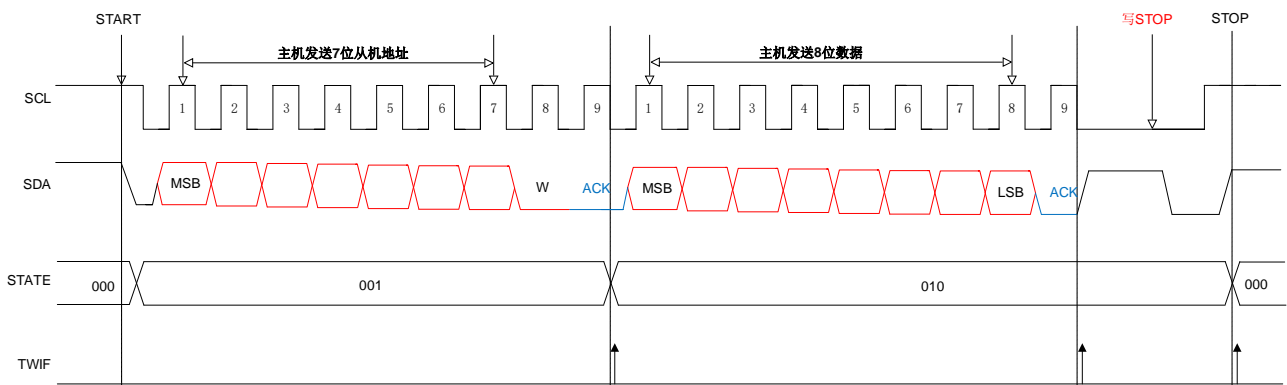 START 写STOP STOP
主机发送7位从机地址 主机发送8位数据
SCL 1 2 3 4 5 6 7 8 9 1 2 3 4 5 6 7 8 9
SDA MSB W ACK MSB LSB ACK
STATE 000 001 010 000
TWIF